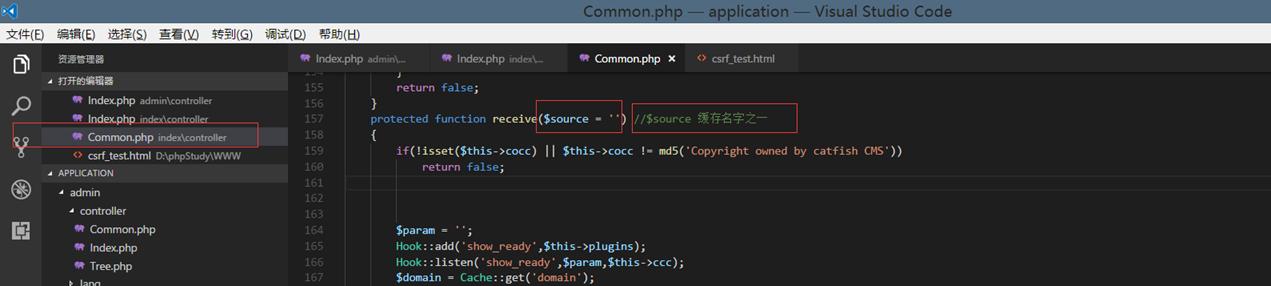 Common.php — application — Visual Studio Code
文件(F) 编辑(E) 选择(S) 查看(V) 转到(G) 调试(D) 帮助(H)
资源管理器
打开的编辑器
Index.php admin\controller
Index.php index\controller
Common.php index\controller
csrf_test.html D:\phpStudy\WWW
APPLICATION
admin
controller
Common.php
Index.php
Tree.php
lang
Index.php admin\... Index.php index\... Common.php × csrf_test.html
154 }
155 return false;
156 }
157 protected function receive($source = '') //$source 缓存名字之一
158 {
159 if(!isset($this->cocc) || $this->cocc != md5('Copyright owned by catfish CMS'))
160 return false;
161
162
163
164 $param = '';
165 Hook::add('show_ready',$this->plugins);
166 Hook::listen('show_ready',$param,$this->ccc);
167 $domain = Cache::get('domain');